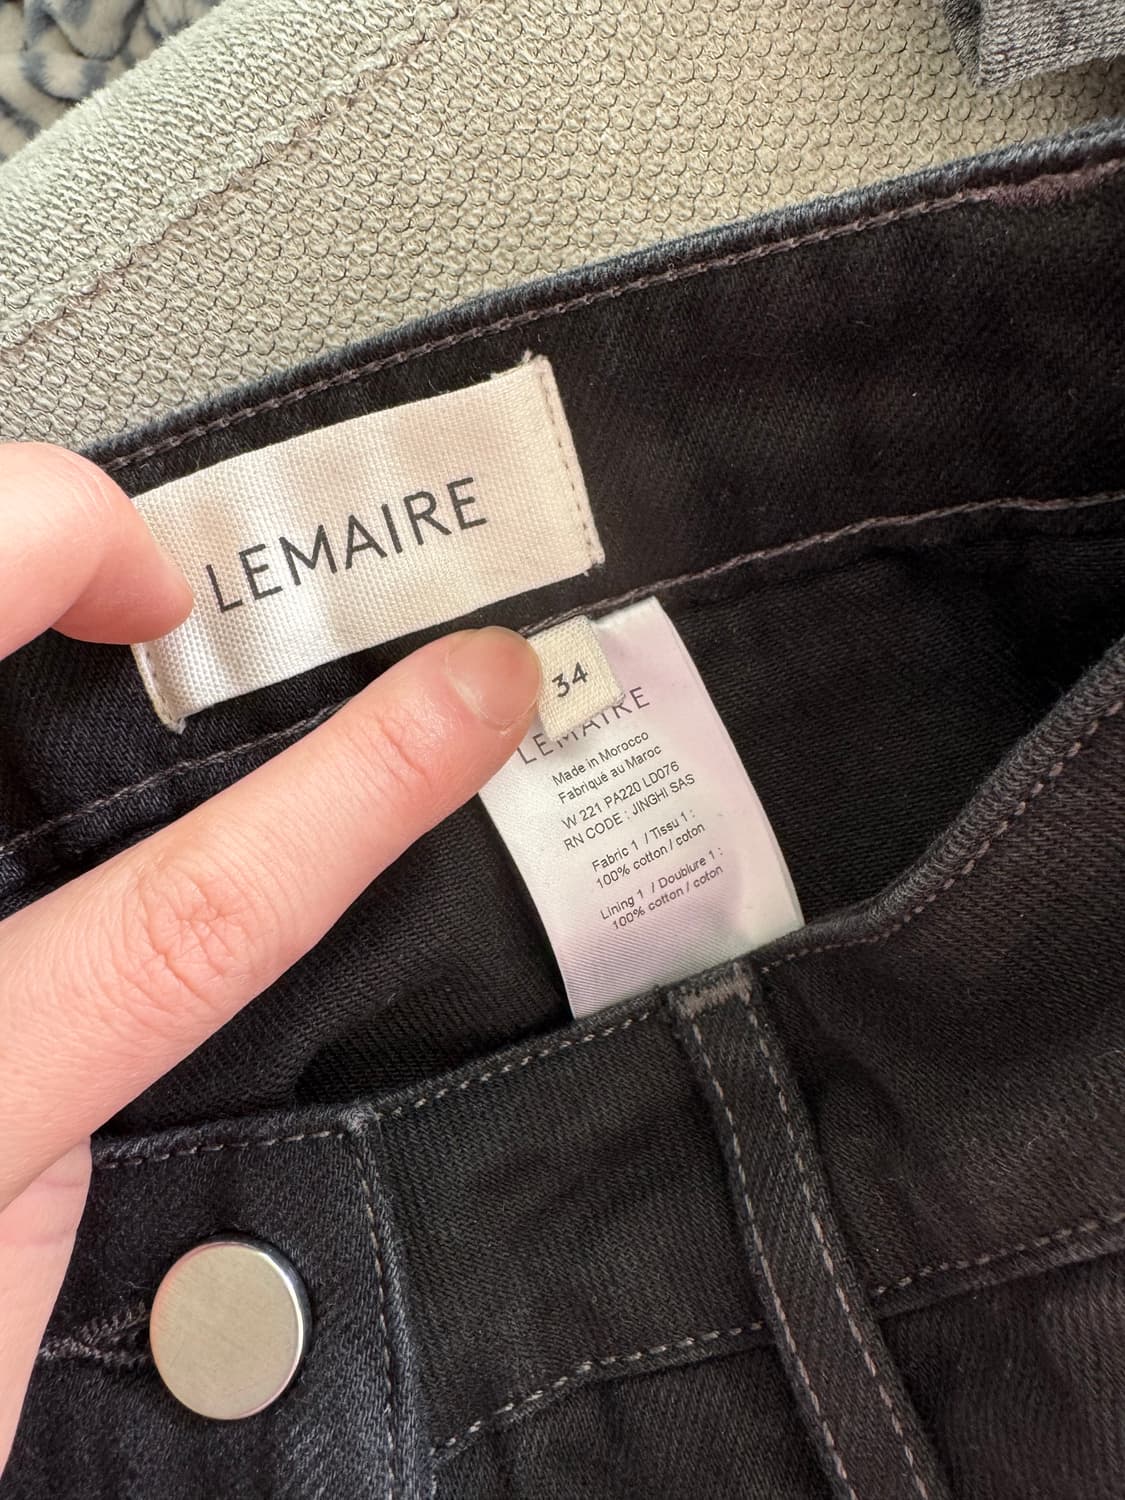 LEMAIRE
34
LEMAIRE
Made in Morocco
Fabriqué au Maroc
W 221 PA220 LD076
RN CODE : JINGHI SAS
Fabric 1 / Tissu 1 :
100% cotton / coton
Lining 1 / Doublure 1 :
100% cotton / coton